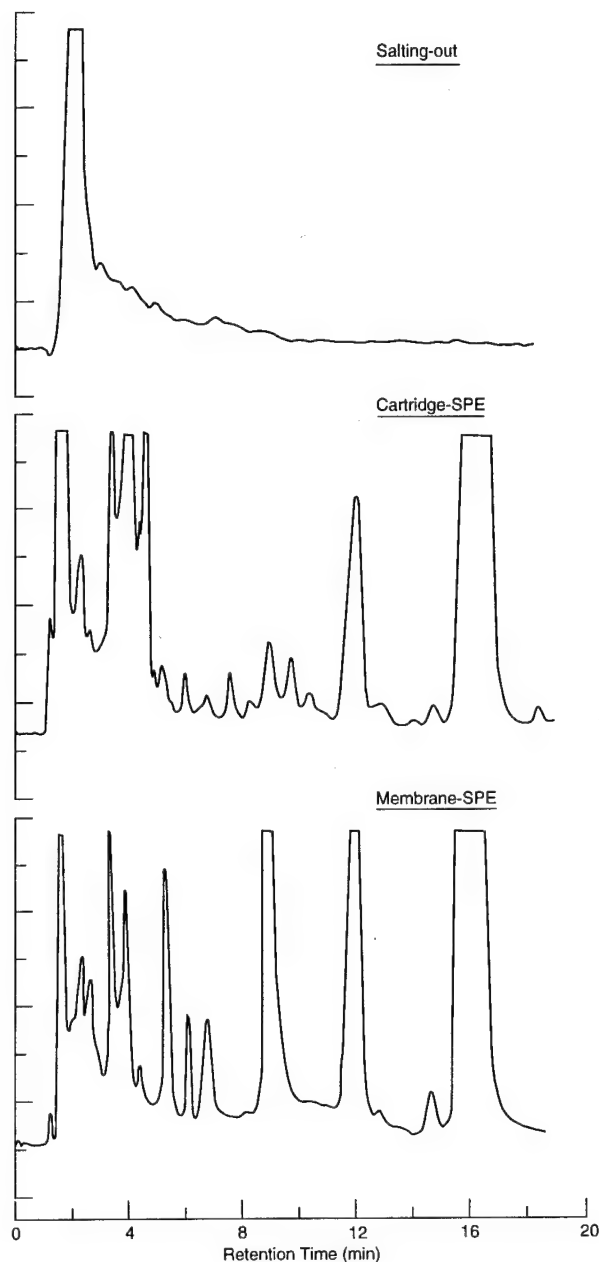 Salting-out
Cartridge-SPE
Membrane-SPE
0 4 8 12 16 20
Retention Time (min)